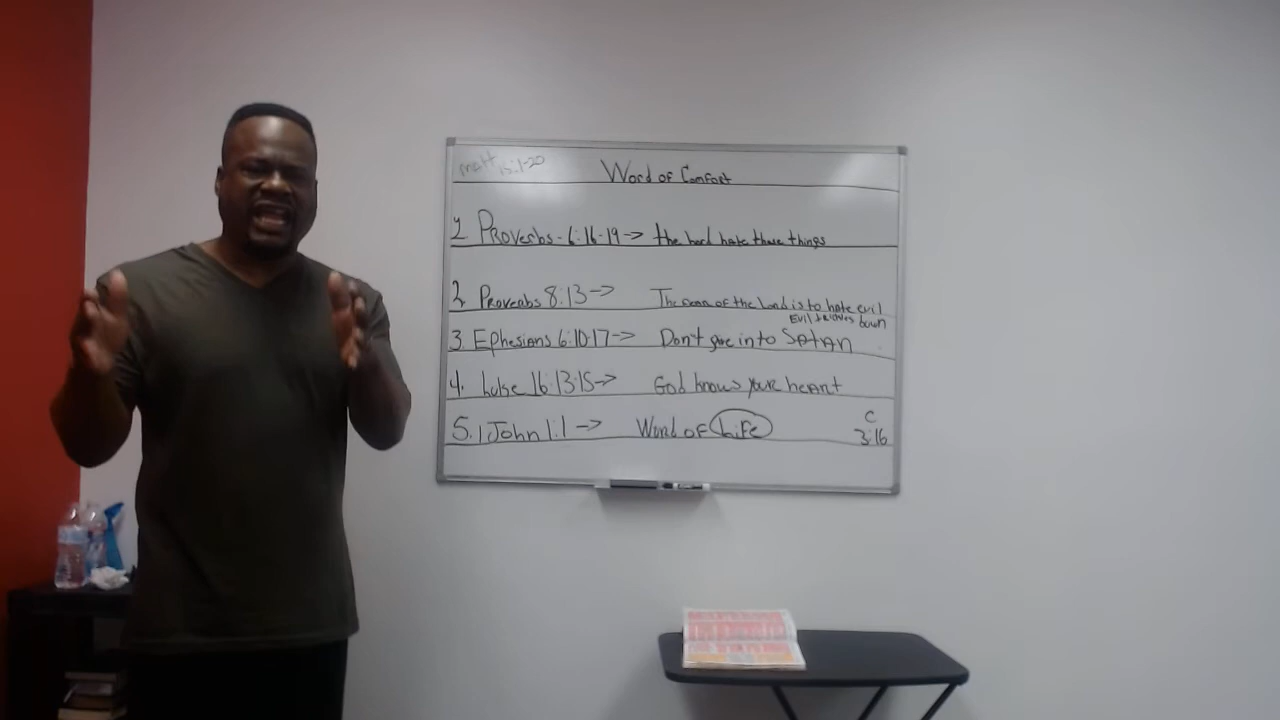 Matt 15:1-20
Word of Comfort
1. Proverbs - 6:16-19 -> the lord hate these things
2. Proverbs 8:13 -> The of the Lord is to hate evil
Evil bown
3. Ephesians 6:10-17 -> Don't give in to SATAN
4. Luke 16:13-15 -> God knows your heart
5. 1 John 1:1 -> Word of Life
C
3:16